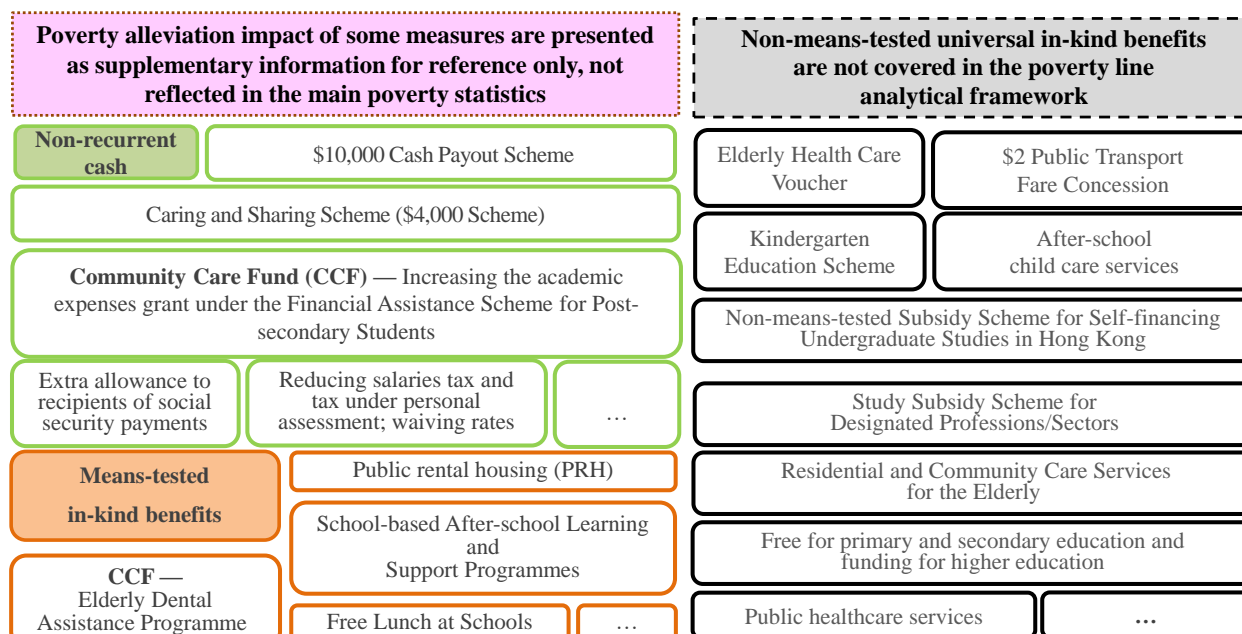 Poverty alleviation impact of some measures are presented
as supplementary information for reference only, not
reflected in the main poverty statistics
Non-recurrent
cash
$10,000 Cash Payout Scheme
Caring and Sharing Scheme ($4,000 Scheme)
Community Care Fund (CCF) — Increasing the academic
expenses grant under the Financial Assistance Scheme for Post-
secondary Students
Extra allowance to
recipients of social
security payments
Reducing salaries tax and
tax under personal
assessment; waiving rates
…
Means-tested
in-kind benefits
Public rental housing (PRH)
School-based After-school Learning
and
Support Programmes
CCF —
Elderly Dental
Assistance Programme
Free Lunch at Schools
…
Non-means-tested universal in-kind benefits
are not covered in the poverty line
analytical framework
Elderly Health Care
Voucher
$2 Public Transport
Fare Concession
Kindergarten
Education Scheme
After-school
child care services
Non-means-tested Subsidy Scheme for Self-financing
Undergraduate Studies in Hong Kong
Study Subsidy Scheme for
Designated Professions/Sectors
Residential and Community Care Services
for the Elderly
Free for primary and secondary education and
funding for higher education
Public healthcare services
…